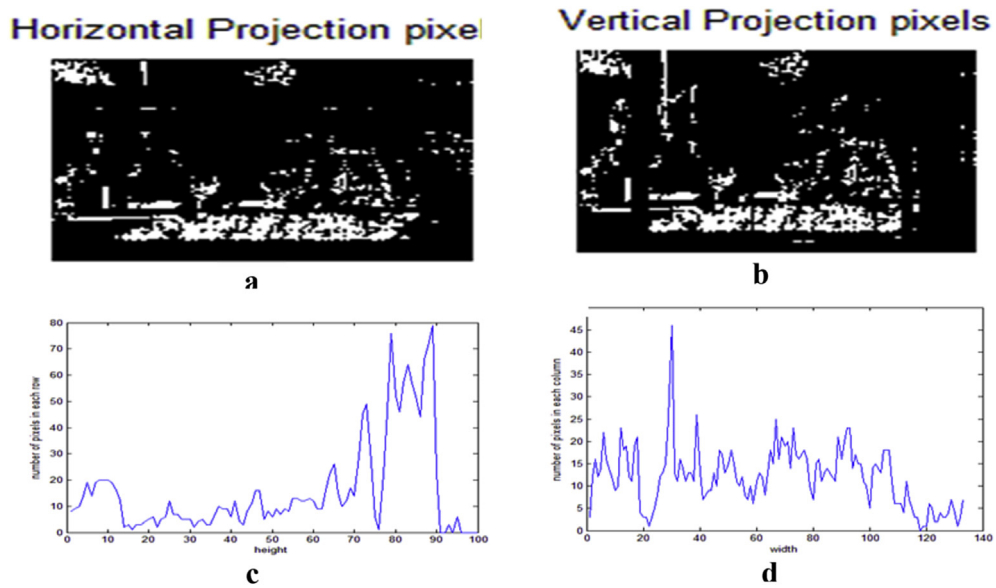 Horizontal Projection pixel
Vertical Projection pixels
a
b
80
70
60
50
40
30
20
10
0
number of pixels in each row
0 10 20 30 40 50 60 70 80 90 100
height
c
45
40
35
30
25
20
15
10
5
0
number of pixels in each column
0 20 40 60 80 100 120 140
width
d